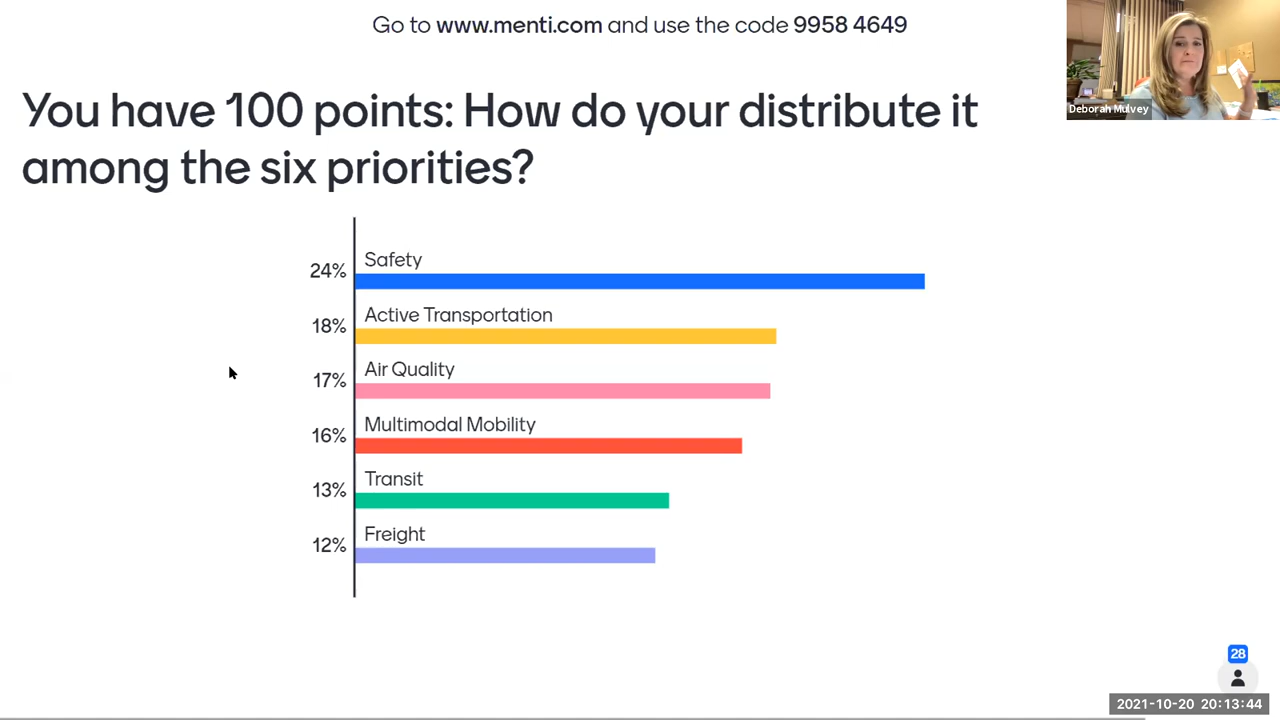 Go to www.menti.com and use the code 9958 4649
Deborah Mulvey
You have 100 points: How do your distribute it
among the six priorities?
24% Safety
18% Active Transportation
17% Air Quality
16% Multimodal Mobility
13% Transit
12% Freight
28
2021-10-20 20:13:44